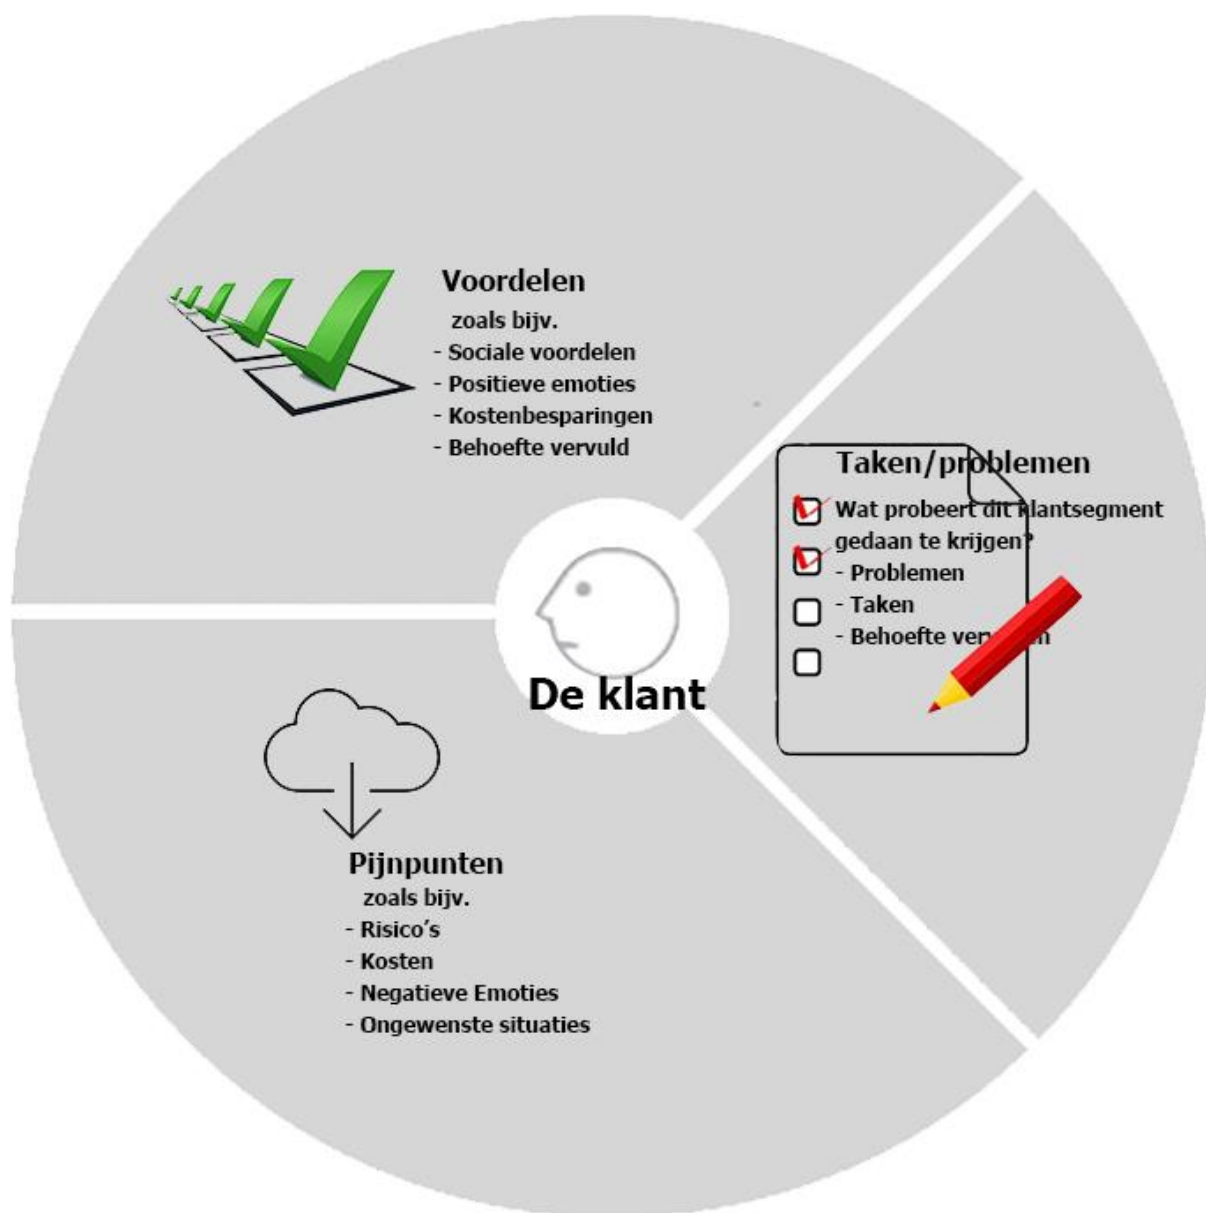 Voordelen
zoals bijv.
- Sociale voordelen
- Positieve emoties
- Kostenbesparingen
- Behoefte vervuld
Taken/problemen
Wat probeert dit klantsegment
gedaan te krijgen?
- Problemen
- Taken
- Behoefte
De klant
Pijnpunten
zoals bijv.
- Risico's
- Kosten
- Negatieve Emoties
- Ongewenste situaties